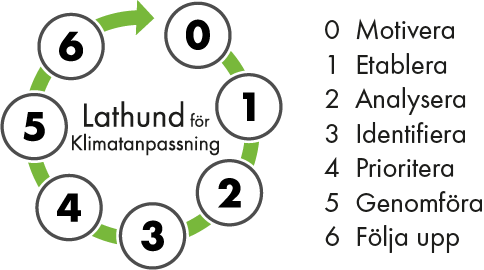 0
1
2
3
4
5
6
Lathund för
Klimatanpassning
0 Motivera
1 Etablera
2 Analysera
3 Identifiera
4 Prioritera
5 Genomföra
6 Följa upp